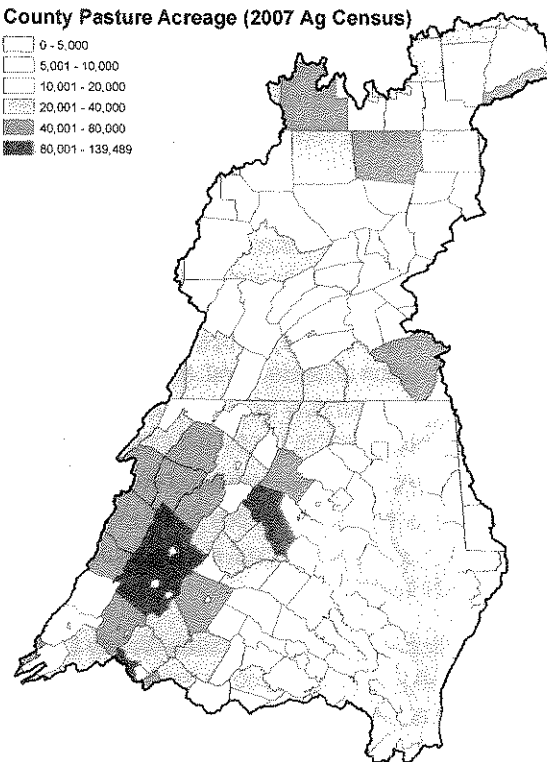 County Pasture Acreage (2007 Ag Census)
0 - 5,000
5,001 - 10,000
10,001 - 20,000
20,001 - 40,000
40,001 - 80,000
80,001 - 139,489